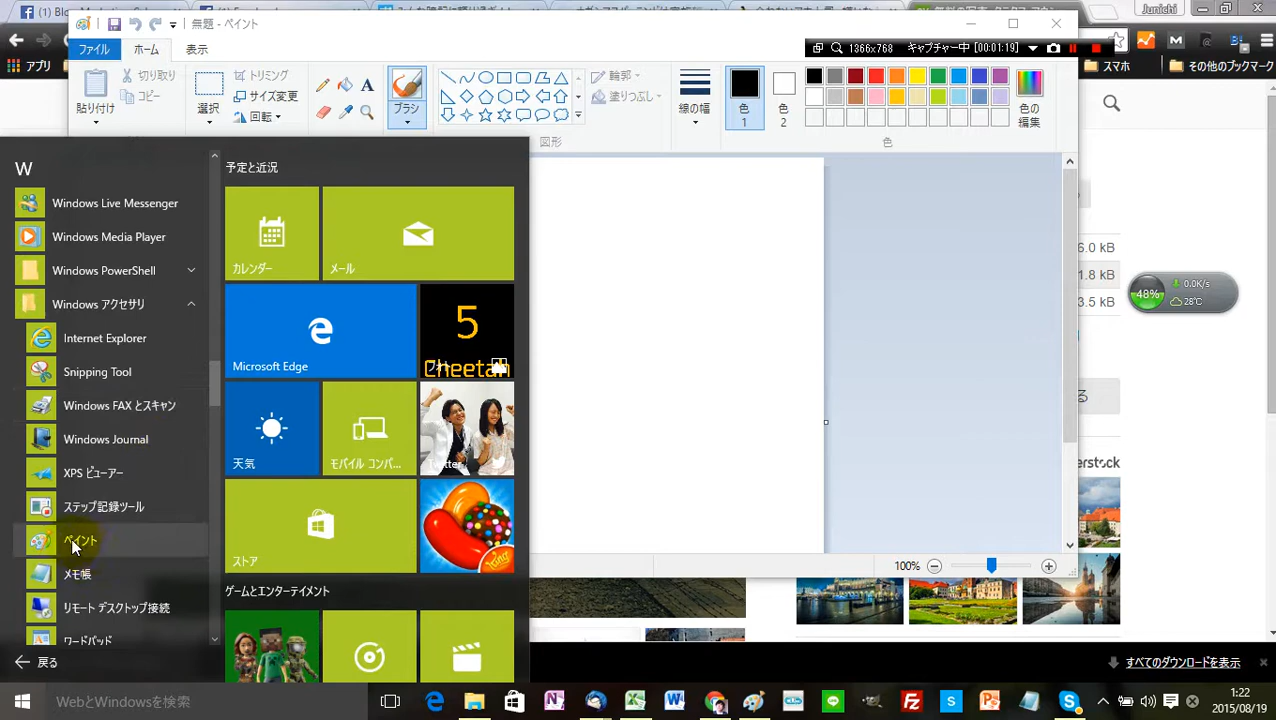 (1) Bl
無題 - ペイント
Junichi
ファイル
ホーム
表示
1366x768
キャプチャー中 [00:01:19]
アプリ
スマホ
その他のブックマーク
貼り付け
切り取り
コピー
選択
トリミング
サイズ変更
回転
A
ブラシ
輪郭
塗りつぶし
線の幅
色
1
色
2
色の
編集
図形
色
W
Windows Live Messenger
Windows Media Player
Windows PowerShell
Windows アクセサリ
Internet Explorer
Snipping Tool
Windows FAX とスキャン
Windows Journal
XPS ビューアー
ステップ記録ツール
ペイント
メモ帳
リモート デスクトップ接続
ワードパッド
戻る
予定と近況
カレンダー
メール
Microsoft Edge
5
Cheetah
天気
モバイル コンパ...
Twitter
ストア
King
ゲームとエンターテイメント
6.0 kB
1.8 kB
3.5 kB
48%
0.0K/s
28°C
る
erstock
100%
すべてのダウンロードを表示
WebとWindowsを検索
1:22
2015/08/19